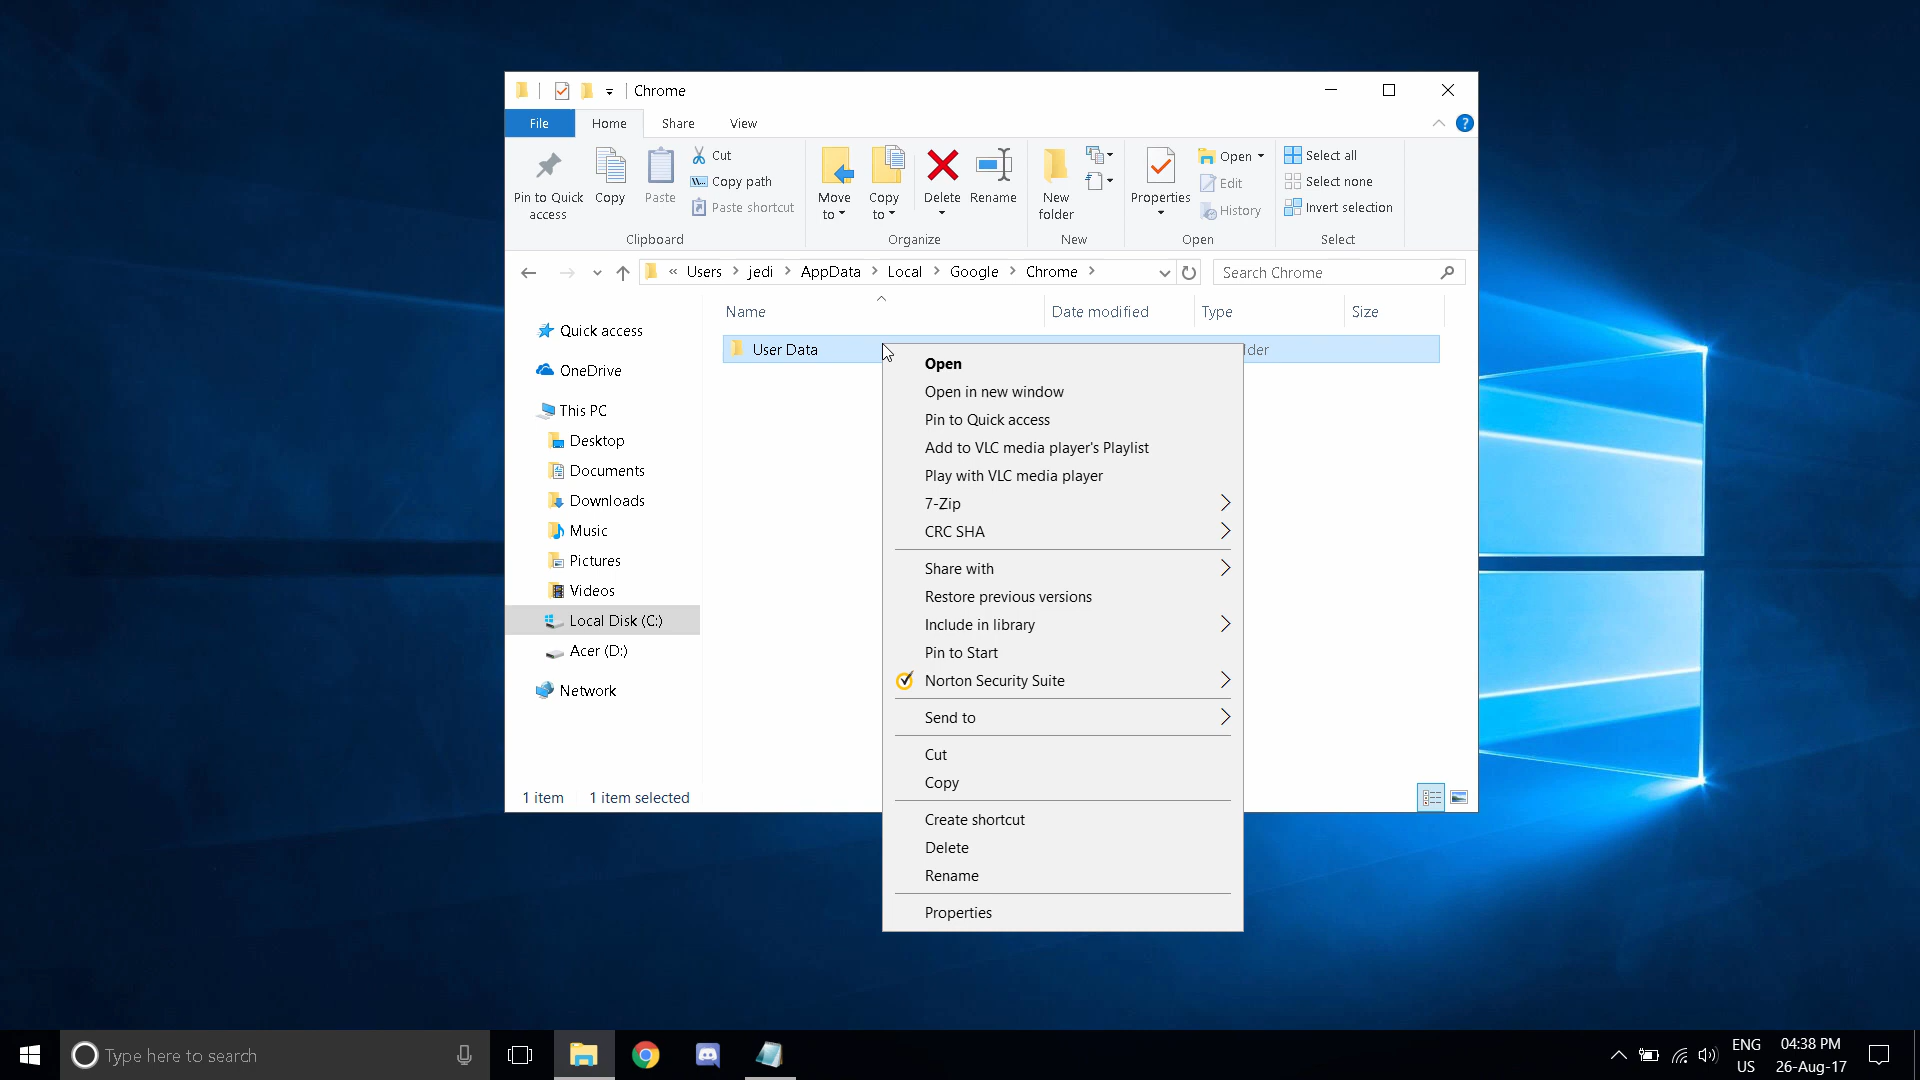 Chrome
File Home Share View
Pin to Quick access
Copy
Paste
Cut
Copy path
Paste shortcut
Clipboard
Move to
Copy to
Delete
Rename
Organize
New folder
New
Properties
Open
Edit
History
Open
Select all
Select none
Invert selection
Select
« Users > jedi > AppData > Local > Google > Chrome >
Search Chrome
Name Date modified Type Size
Quick access
OneDrive
This PC
Desktop
Documents
Downloads
Music
Pictures
Videos
Local Disk (C:)
Acer (D:)
Network
User Data
lder
Open
Open in new window
Pin to Quick access
Add to VLC media player's Playlist
Play with VLC media player
7-Zip
CRC SHA
Share with
Restore previous versions
Include in library
Pin to Start
Norton Security Suite
Send to
Cut
Copy
Create shortcut
Delete
Rename
Properties
1 item 1 item selected
Type here to search
ENG
US
04:38 PM
26-Aug-17